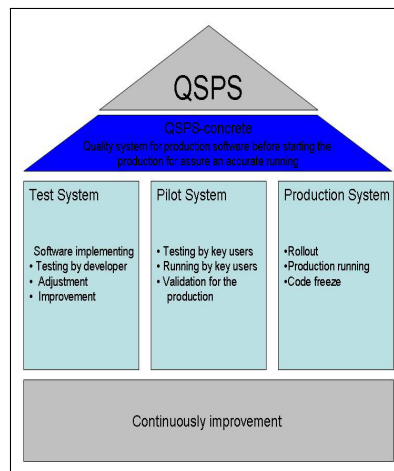 QSPS
QSPS-concrete
Quality system for production software before starting the
production for assure an accurate running
Test System
Software implementing
• Testing by developer
• Adjustment
• Improvement
Pilot System
• Testing by key users
• Running by key users
• Validation for the
production
Production System
•Rollout
•Production running
•Code freeze
Continuously improvement